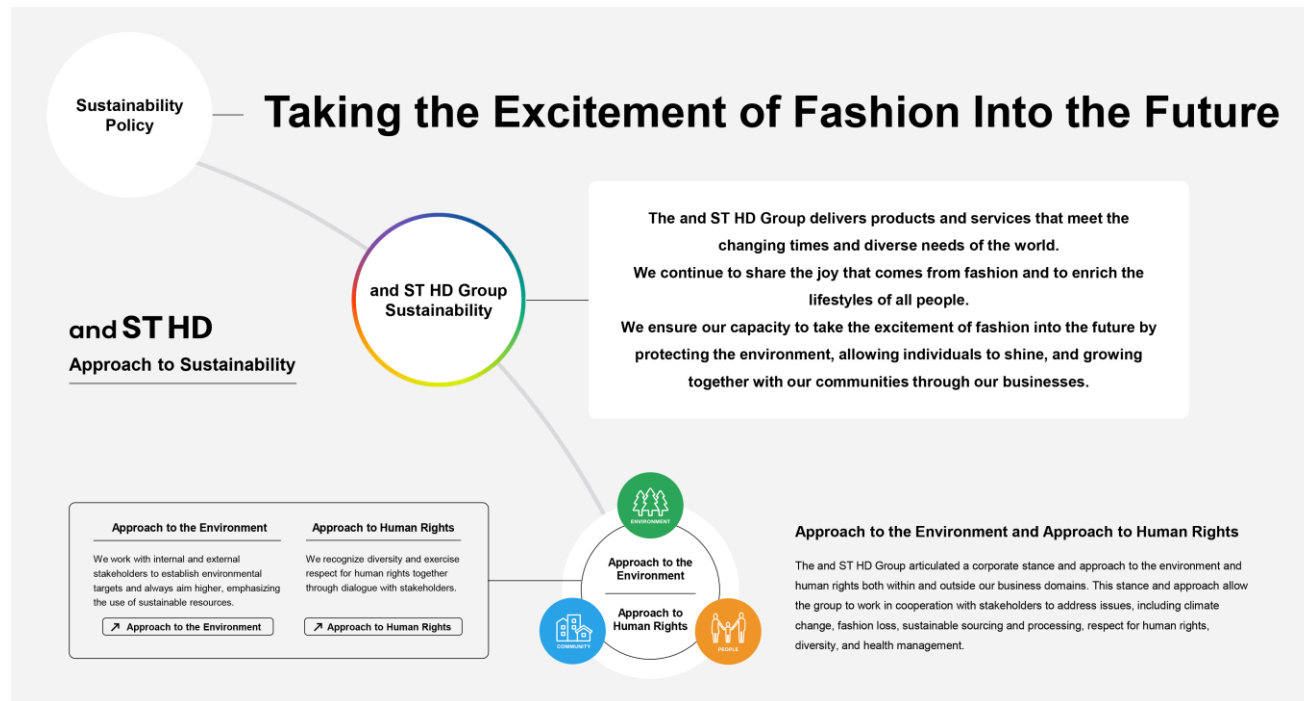 Sustainability
Policy
Taking the Excitement of Fashion Into the Future
and ST HD Group
Sustainability
The and ST HD Group delivers products and services that meet the
changing times and diverse needs of the world.
We continue to share the joy that comes from fashion and to enrich the
lifestyles of all people.
We ensure our capacity to take the excitement of fashion into the future by
protecting the environment, allowing individuals to shine, and growing
together with our communities through our businesses.
and ST HD
Approach to Sustainability
Approach to the Environment
We work with internal and external
stakeholders to establish environmental
targets and always aim higher, emphasizing
the use of sustainable resources.
Approach to the Environment
Approach to Human Rights
We recognize diversity and exercise
respect for human rights together
through dialogue with stakeholders.
Approach to Human Rights
ENVIRONMENT
Approach to the
Environment
Approach to
Human Rights
COMMUNITY
PEOPLE
Approach to the Environment and Approach to Human Rights
The and ST HD Group articulated a corporate stance and approach to the environment and
human rights both within and outside our business domains. This stance and approach allow
the group to work in cooperation with stakeholders to address issues, including climate
change, fashion loss, sustainable sourcing and processing, respect for human rights,
diversity, and health management.